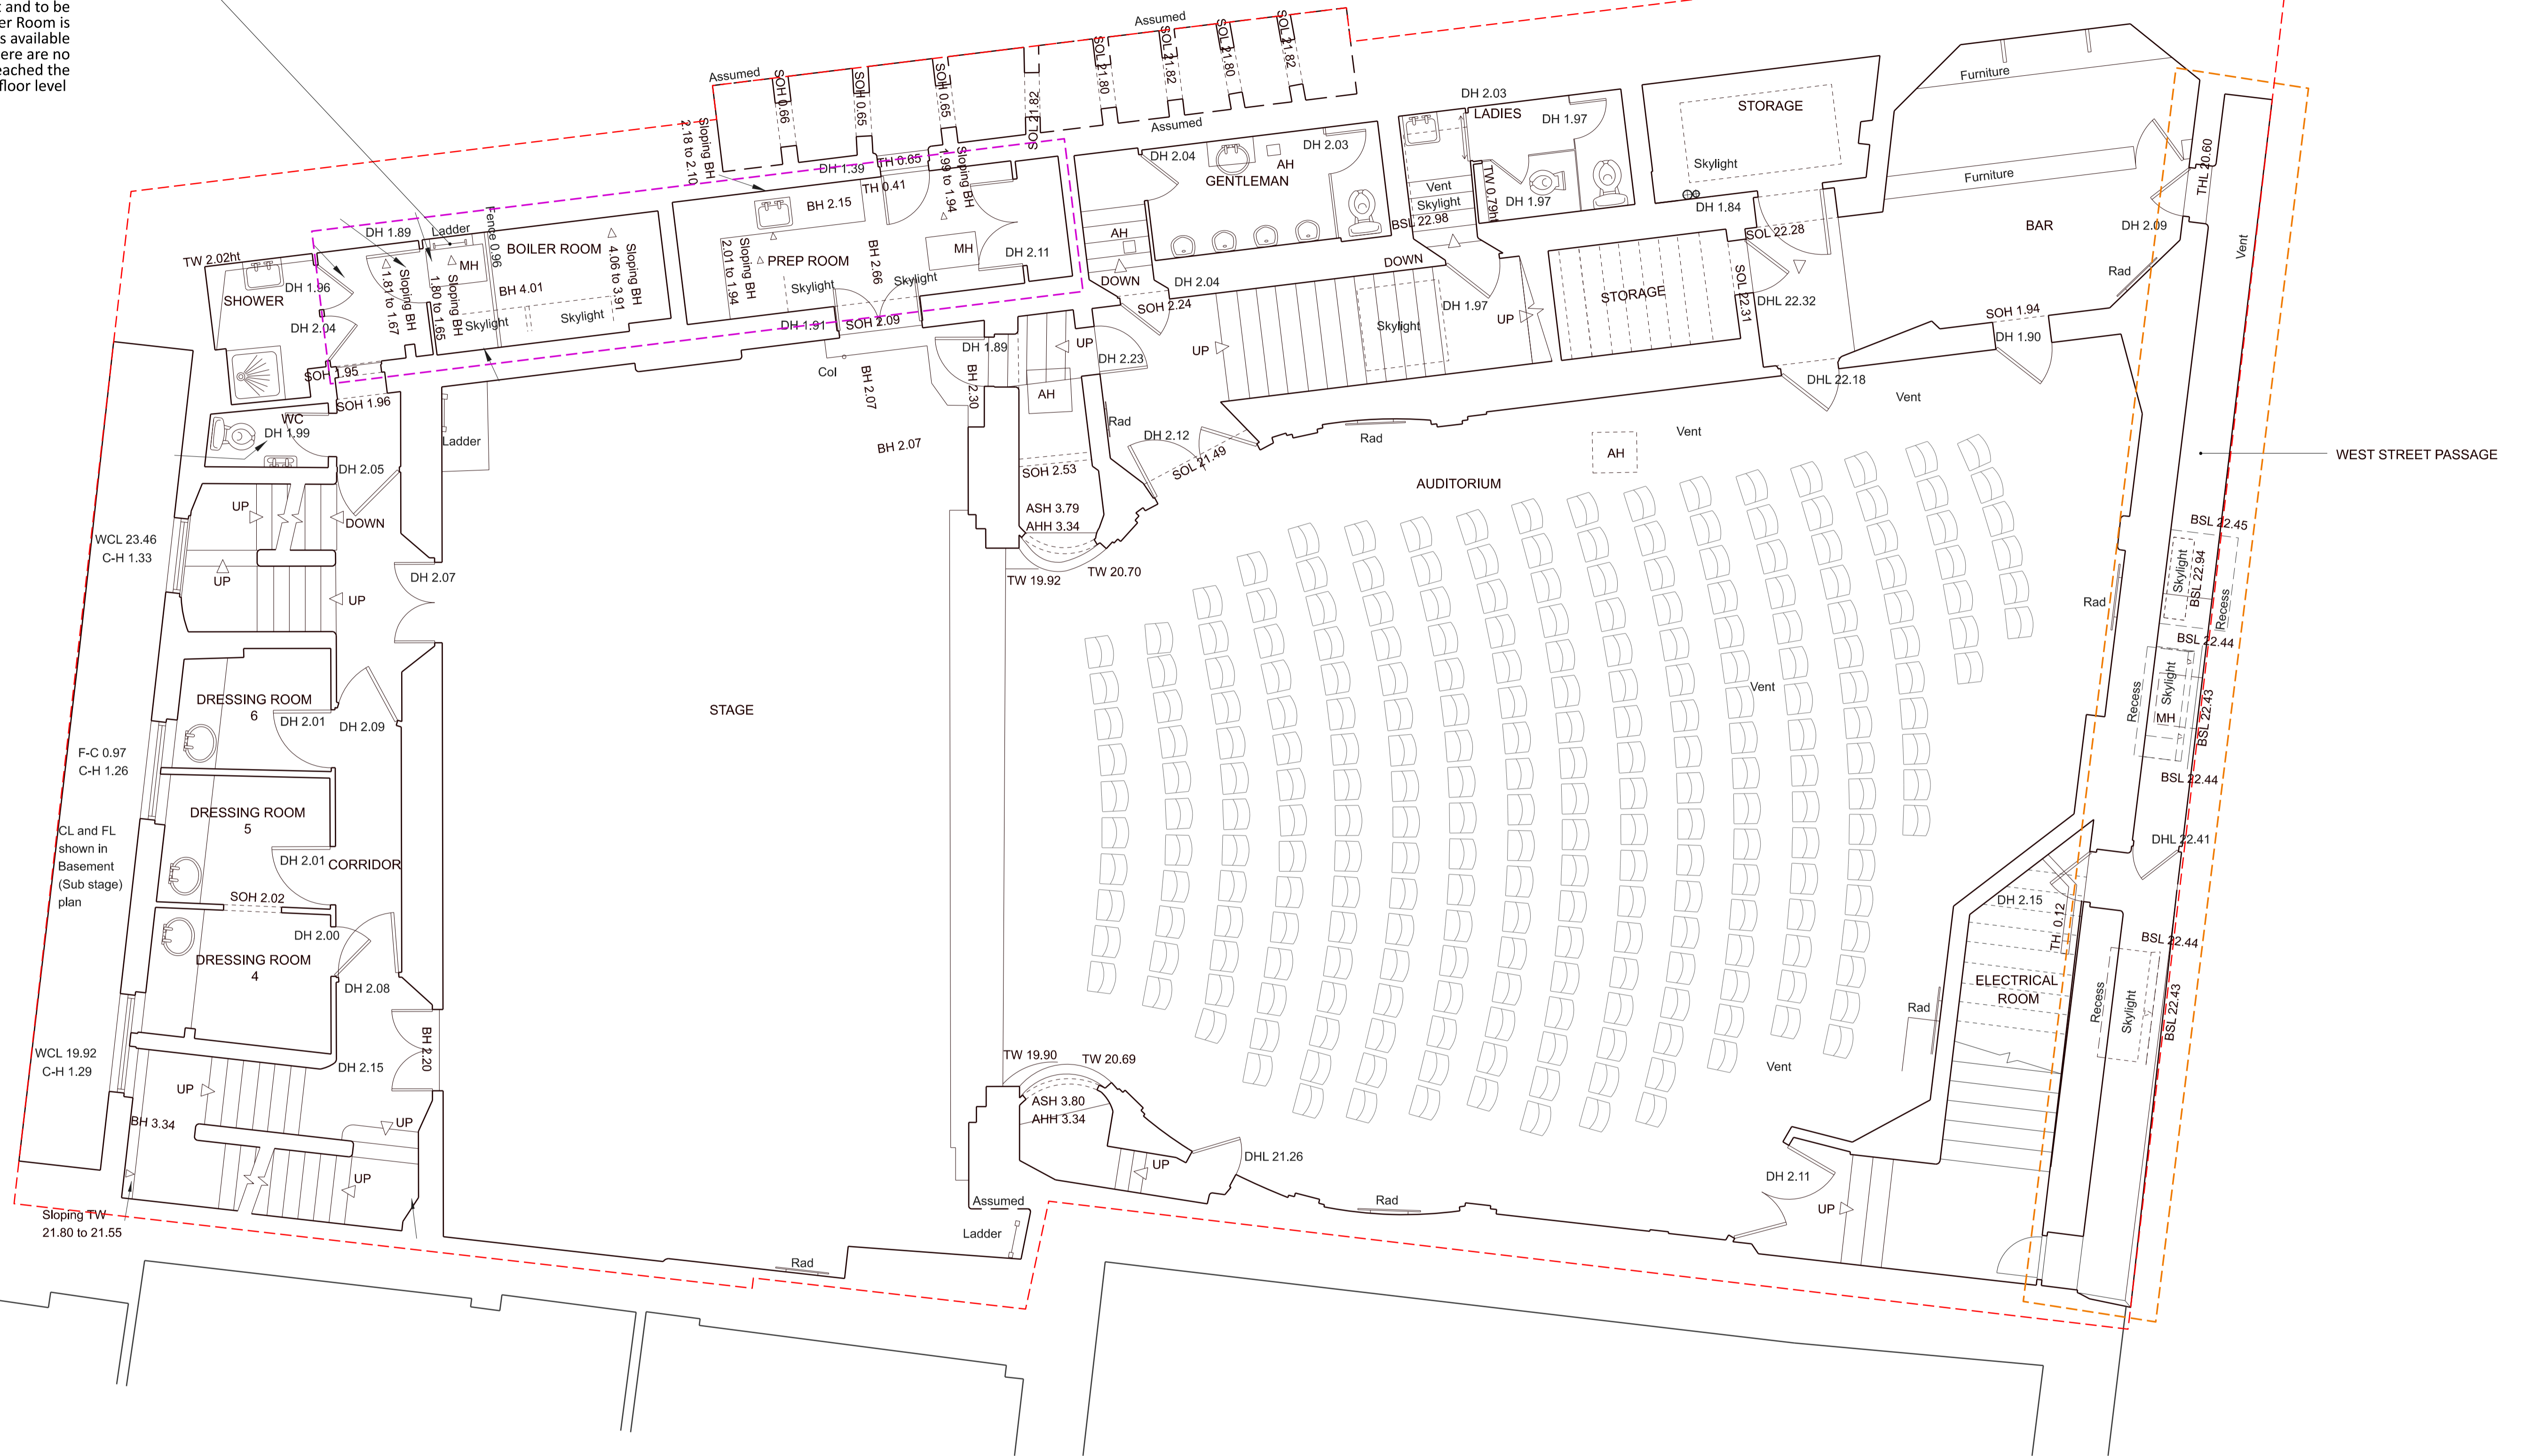 t and to be
er Room is
s available
ere are no
eached the
floor level
Assumed
Assumed
Assumed
SOH 0.66
SOH 0.65
SOH 0.65
SOL 21.82
SOL 21.80
SOL 21.82
SOL 21.80
SOL 21.82
Sloping BH
2.18 to 2.10
DH 1.39
TH 0.65
TH 0.41
Sloping BH
1.99 to 1.94
BH 2.15
PREP ROOM
Sloping BH
2.01 to 1.94
BH 2.66
Skylight
Skylight
MH
DH 2.11
DH 1.91
SOH 2.09
TW 2.02ht
SHOWER
DH 1.96
DH 2.04
DH 1.89
Ladder
Fence 0.96
MH
Sloping BH
1.81 to 1.67
Sloping BH
1.80 to 1.65
BOILER ROOM
BH 4.01
Skylight
Skylight
Sloping BH
4.06 to 3.91
SOH 1.95
SOH 1.96
WC
DH 1.99
DH 2.05
Ladder
Col
BH 2.07
BH 2.07
BH 2.30
DH 1.89
UP
DH 2.23
AH
Rad
SOH 2.53
ASH 3.79
AHH 3.34
TW 19.92
TW 20.70
DH 2.04
GENTLEMAN
AH
DH 2.03
AH
DOWN
DH 2.04
SOH 2.24
DH 2.03
LADIES
DH 1.97
Vent
Skylight
TW 0.79ht
DH 1.97
BSL 22.98
DOWN
DH 1.97
Skylight
UP
UP
STORAGE
Skylight
DH 1.84
SOL 22.28
STORAGE
SOL 22.31
DHL 22.32
Furniture
Furniture
BAR
DH 2.09
THL 20.60
Vent
Rad
SOH 1.94
DH 1.90
DHL 22.18
Vent
DH 2.12
SOL 21.49
Rad
Vent
AH
AUDITORIUM
WEST STREET PASSAGE
UP
DOWN
UP
UP
WCL 23.46
C-H 1.33
DH 2.07
BSL 22.45
Skylight
BSL 22.94
Recess
BSL 22.44
Rad
Recess
Skylight
MH
BSL 22.43
BSL 22.44
Vent
DRESSING ROOM
6
DH 2.01
DH 2.09
STAGE
F-C 0.97
C-H 1.26
DRESSING ROOM
5
DH 2.01
CORRIDOR
CL and FL
shown in
Basement
(Sub stage)
plan
SOH 2.02
DH 2.00
DRESSING ROOM
4
DH 2.08
DHL 22.41
DH 2.15
TH 0.12
BSL 22.44
ELECTRICAL
ROOM
Recess
Skylight
BSL 22.43
Rad
Vent
WCL 19.92
C-H 1.29
BH 2.20
DH 2.15
UP
BH 3.34
UP
UP
Sloping TW
21.80 to 21.55
TW 19.90
TW 20.69
ASH 3.80
AHH 3.34
UP
DHL 21.26
Assumed
Ladder
Rad
Rad
DH 2.11
UP